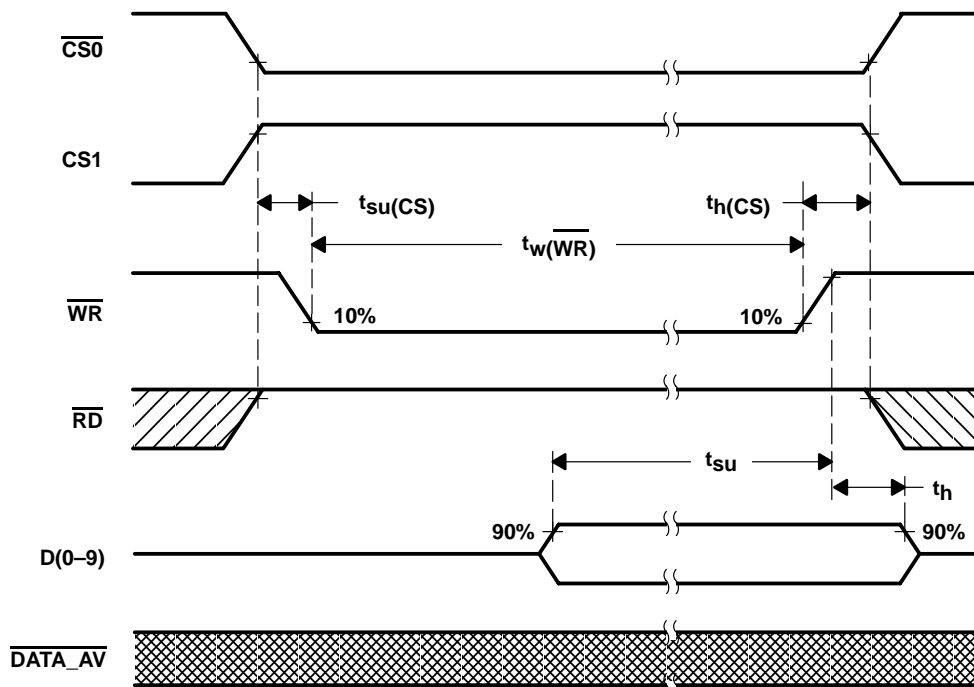 CS0
CS1
tsu(CS)
th(CS)
tw(WR)
WR
10%
10%
RD
tsu
th
90%
90%
D(0–9)
DATA_AV